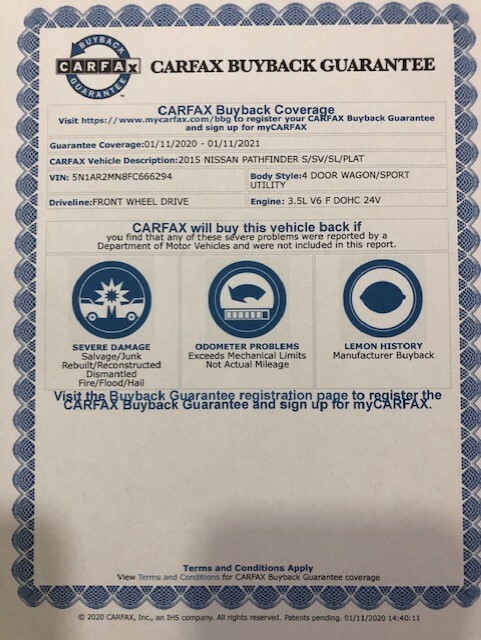 BUYBACK
CARFAX
GUARANTEE
CARFAX BUYBACK GUARANTEE
CARFAX Buyback Coverage
Visit https://www.mycarfax.com/bbg to register your CARFAX Buyback Guarantee
and sign up for myCARFAX
Guarantee Coverage:01/11/2020 - 01/11/2021
CARFAX Vehicle Description:2015 NISSAN PATHFINDER S/SV/SL/PLAT
VIN: 5N1AR2MN8FC666294
Body Style:4 DOOR WAGON/SPORT
UTILITY
Driveline:FRONT WHEEL DRIVE
Engine: 3.5L V6 F DOHC 24V
CARFAX will buy this vehicle back if
you find that any of these severe problems were reported by a
Department of Motor Vehicles and were not included in this report.
SEVERE DAMAGE
Salvage/Junk
Rebuilt/Reconstructed
Dismantled
Fire/Flood/Hail
ODOMETER PROBLEMS
Exceeds Mechanical Limits
Not Actual Mileage
LEMON HISTORY
Manufacturer Buyback
Visit the Buyback Guarantee registration page to register the
CARFAX Buyback Guarantee and sign up for myCARFAX.
Terms and Conditions Apply
View Terms and Conditions for CARFAX Buyback Guarantee coverage
© 2020 CARFAX, Inc., an IHS company. All rights reserved. Patents pending. 01/11/2020 14:40:11